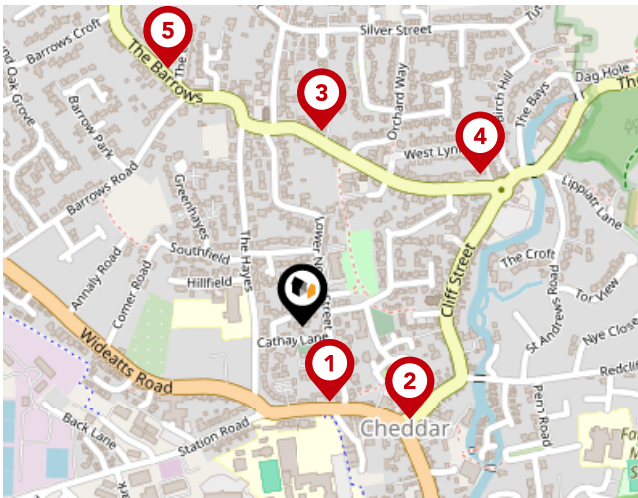 Barrows Croft
Silver Street
5
The Barrows
Orchard Way
Birch Hill
The Bays
Dag Hole
3
4
Barrow Park
West Lyn
Barrows Road
Greenhayes
Lippiatt Lane
Southfield
The Hayes
Hillfield
Annaly Road
Corner Road
Cliff Street
The Croft
Tor View
St Andrews Road
Nye Close
Cathay Lane
Street
Wideatts Road
1
2
Redcli
Cheddar
Station Road
Back Lane
Penn Road